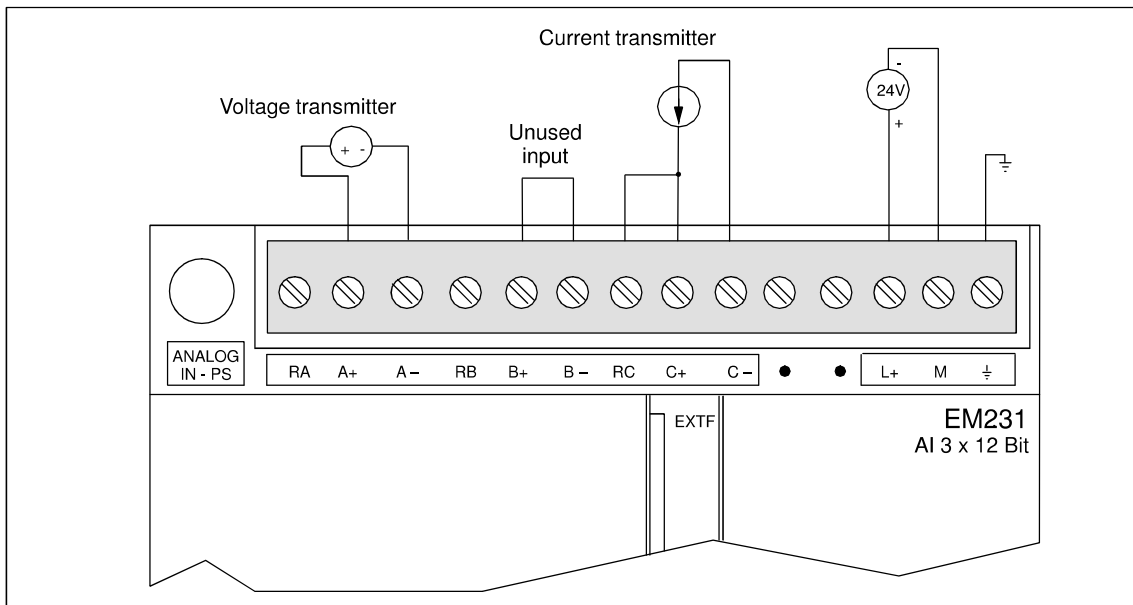 Current transmitter
Voltage transmitter
Unused
input
+ -
-
24V
+
ANALOG
IN - PS
RA A+ A – RB B+ B – RC C+ C – ● ● L+ M ⏚
EXTF
EM231
AI 3 x 12 Bit